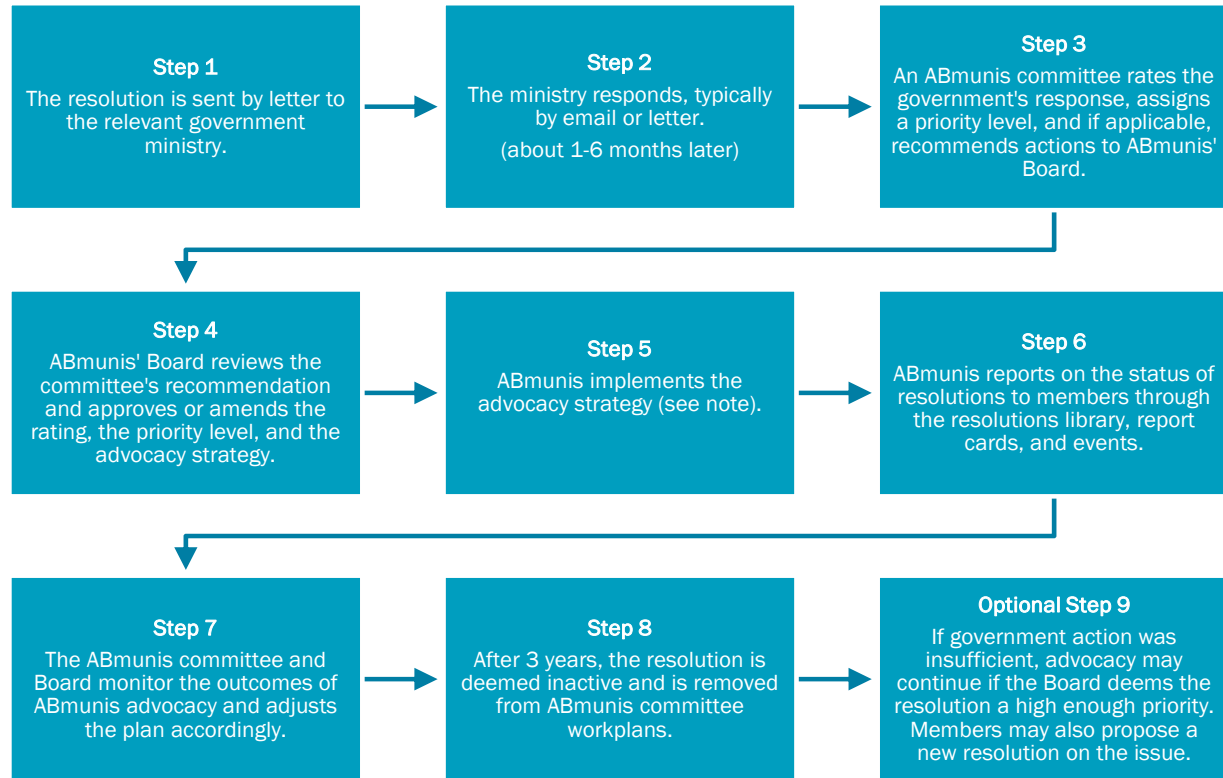 Step 1
The resolution is sent by letter to
the relevant government
ministry.
Step 2
The ministry responds, typically
by email or letter.
(about 1-6 months later)
Step 3
An ABmunis committee rates the
government's response, assigns
a priority level, and if applicable,
recommends actions to ABmunis'
Board.
Step 4
ABmunis' Board reviews the
committee's recommendation
and approves or amends the
rating, the priority level, and the
advocacy strategy.
Step 5
ABmunis implements the
advocacy strategy (see note).
Step 6
ABmunis reports on the status of
resolutions to members through
the resolutions library, report
cards, and events.
Step 7
The ABmunis committee and
Board monitor the outcomes of
ABmunis advocacy and adjusts
the plan accordingly.
Step 8
After 3 years, the resolution is
deemed inactive and is removed
from ABmunis committee
workplans.
Optional Step 9
If government action was
insufficient, advocacy may
continue if the Board deems the
resolution a high enough priority.
Members may also propose a
new resolution on the issue.